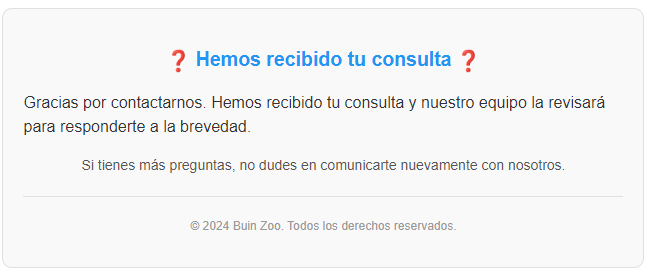 ❓ Hemos recibido tu consulta ❓
Gracias por contactarnos. Hemos recibido tu consulta y nuestro equipo la revisará
para responderte a la brevedad.
Si tienes más preguntas, no dudes en comunicarte nuevamente con nosotros.
© 2024 Buin Zoo. Todos los derechos reservados.